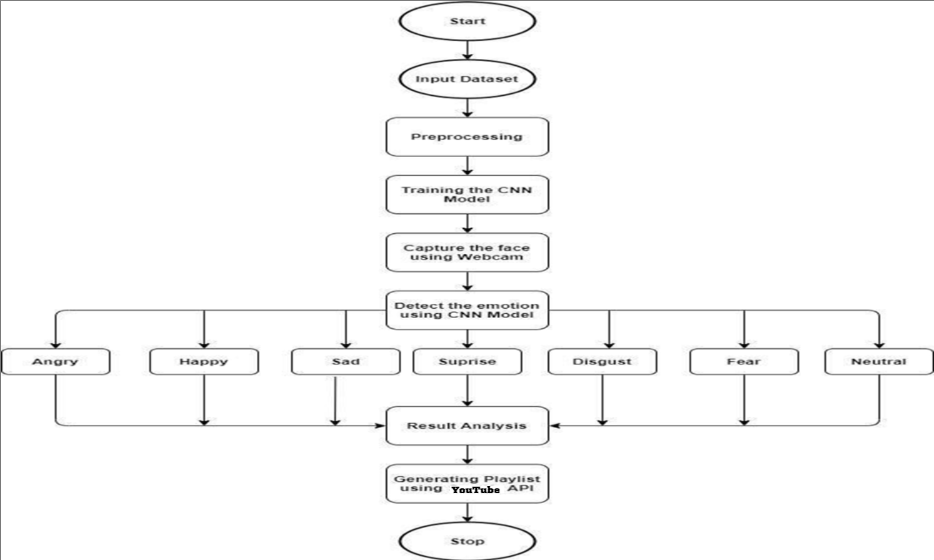 Start
Input Dataset
Preprocessing
Training the CNN
Model
Capture the face
using Webcam
Detect the emotion
using CNN Model
Angry
Happy
Sad
Suprise
Disgust
Fear
Neutral
Result Analysis
Generating Playlist
using YouTube API
Stop